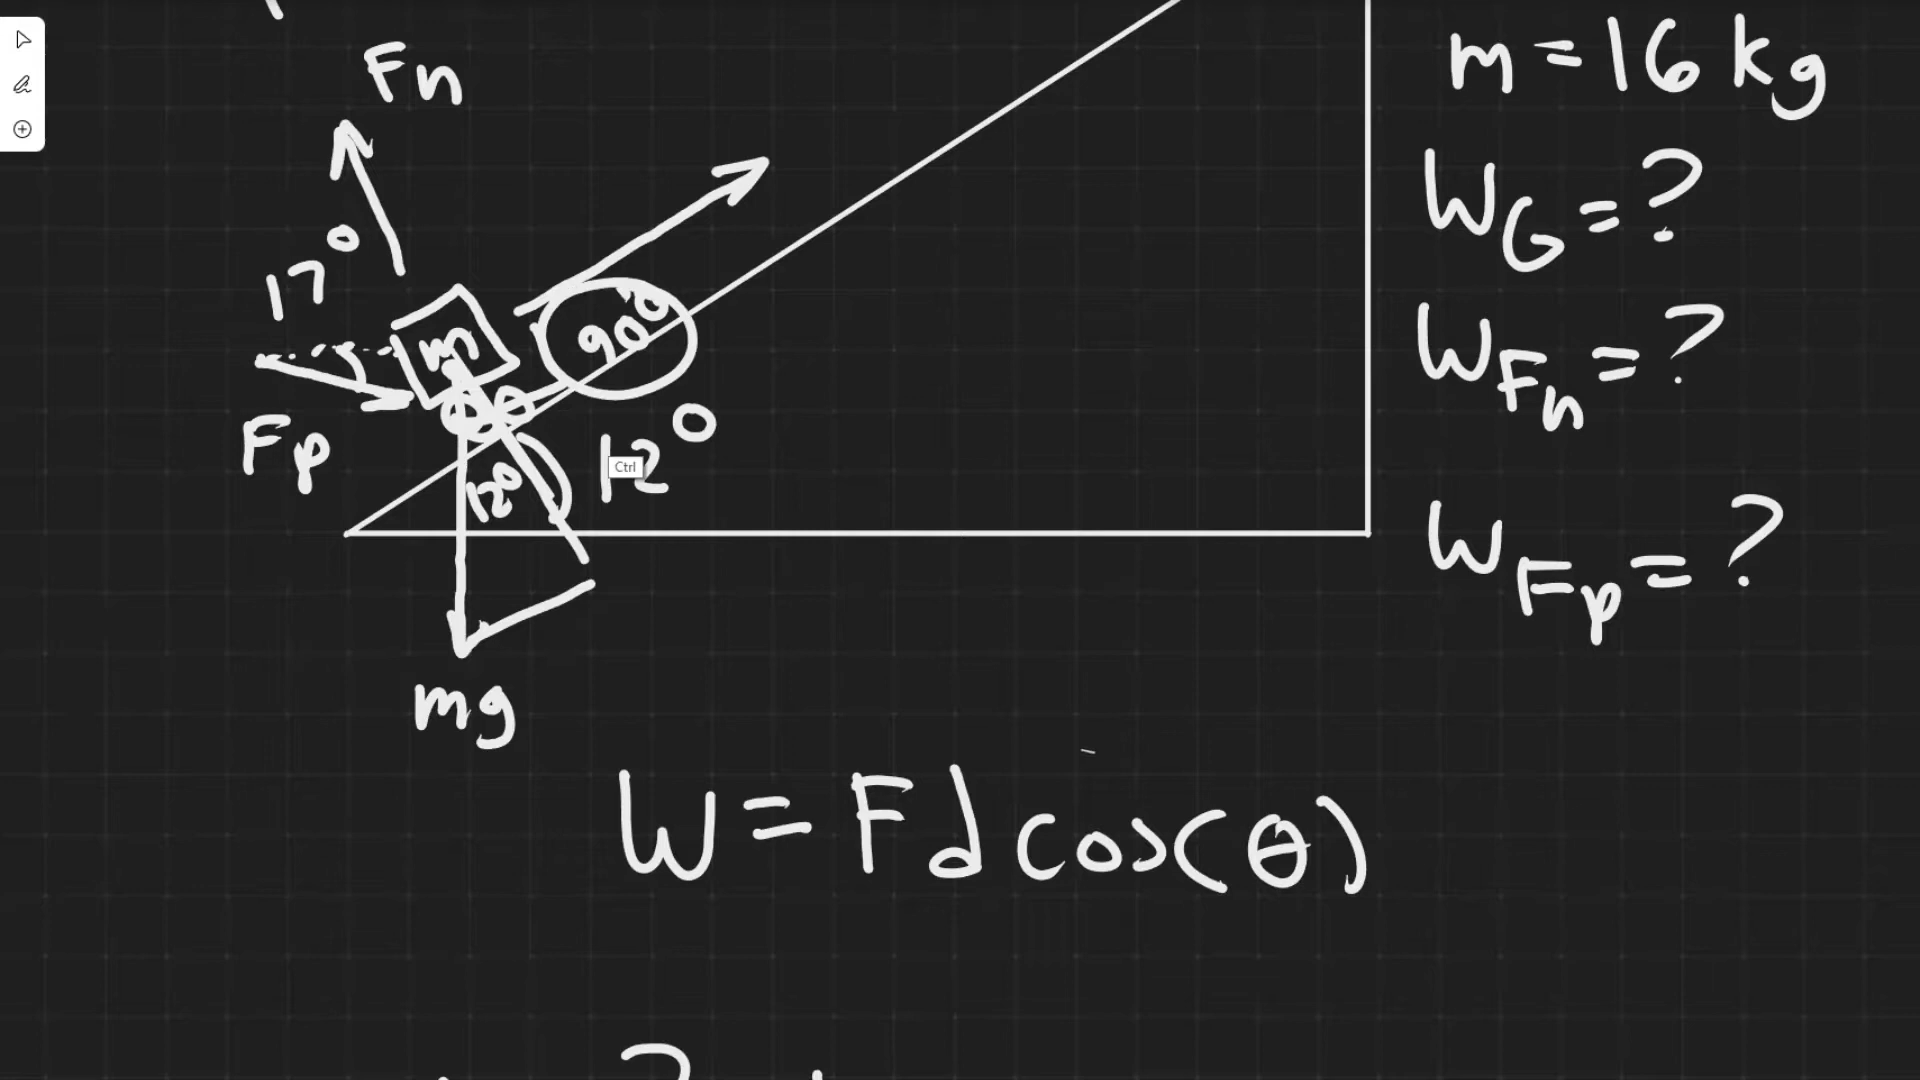 Fn
m = 16 kg
W_G = ?
17°
m
90°
W_Fn = ?
Fp
12°
Ctrl
12°
W_Fp = ?
mg
W = Fd cos(θ)